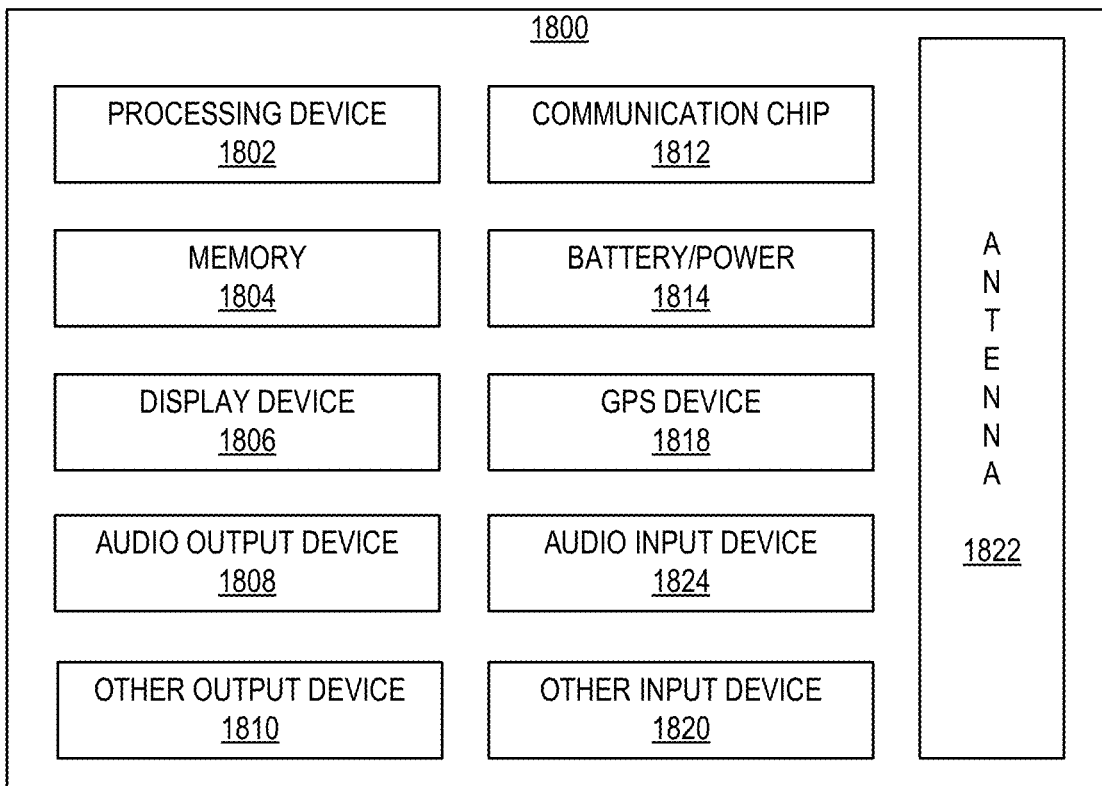 1800
PROCESSING DEVICE
1802
COMMUNICATION CHIP
1812
MEMORY
1804
BATTERY/POWER
1814
DISPLAY DEVICE
1806
GPS DEVICE
1818
AUDIO OUTPUT DEVICE
1808
AUDIO INPUT DEVICE
1824
OTHER OUTPUT DEVICE
1810
OTHER INPUT DEVICE
1820
ANTENNA
1822